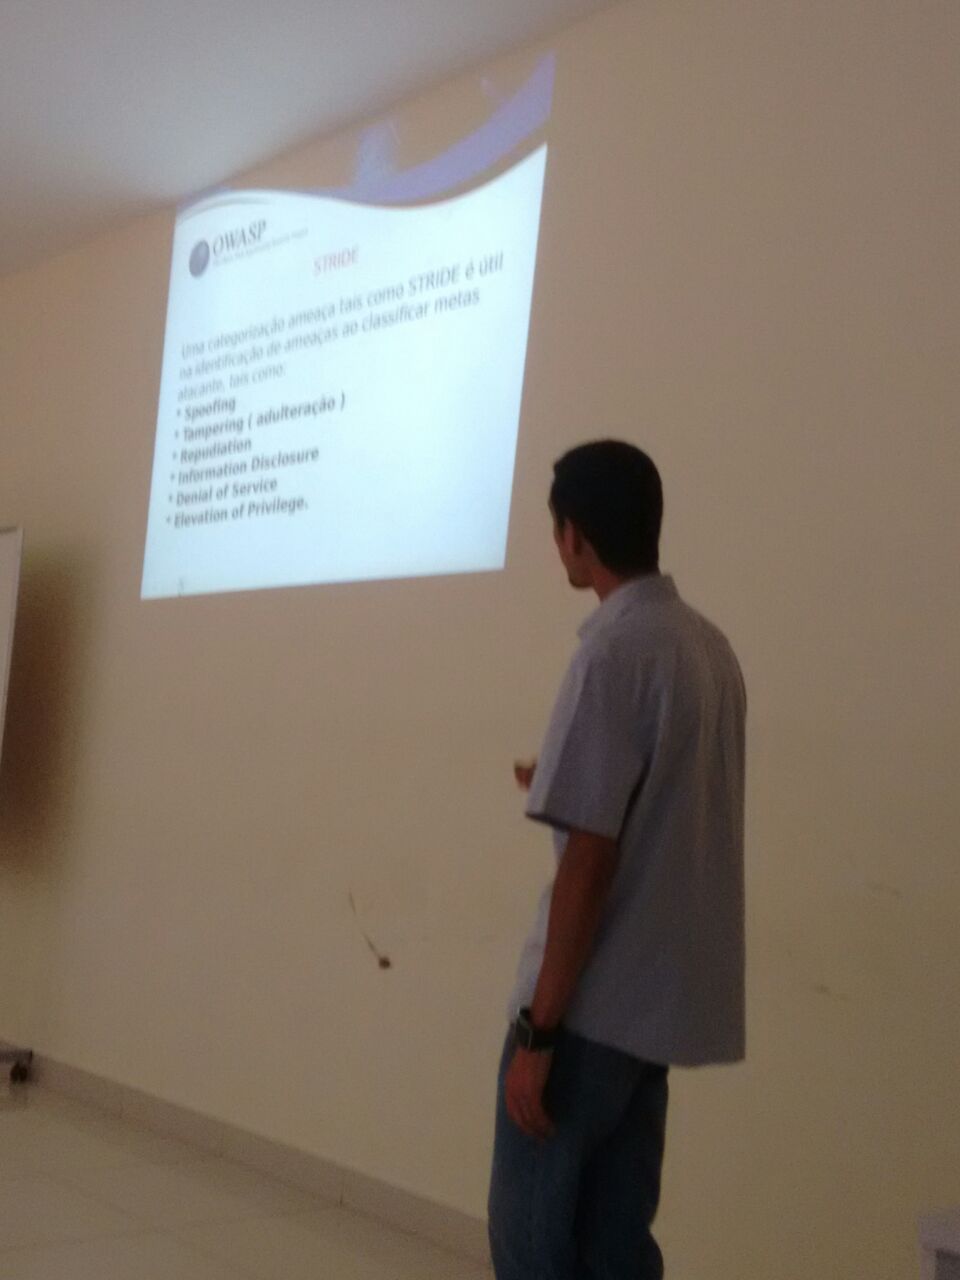 OWASP
STRIDE
Uma categorização ameaça tais como STRIDE é útil
na identificação de ameaças ao classificar metas
atacante, tais como:
* Spoofing
* Tampering ( adulteração )
* Repudiation
* Information Disclosure
* Denial of Service
* Elevation of Privilege.